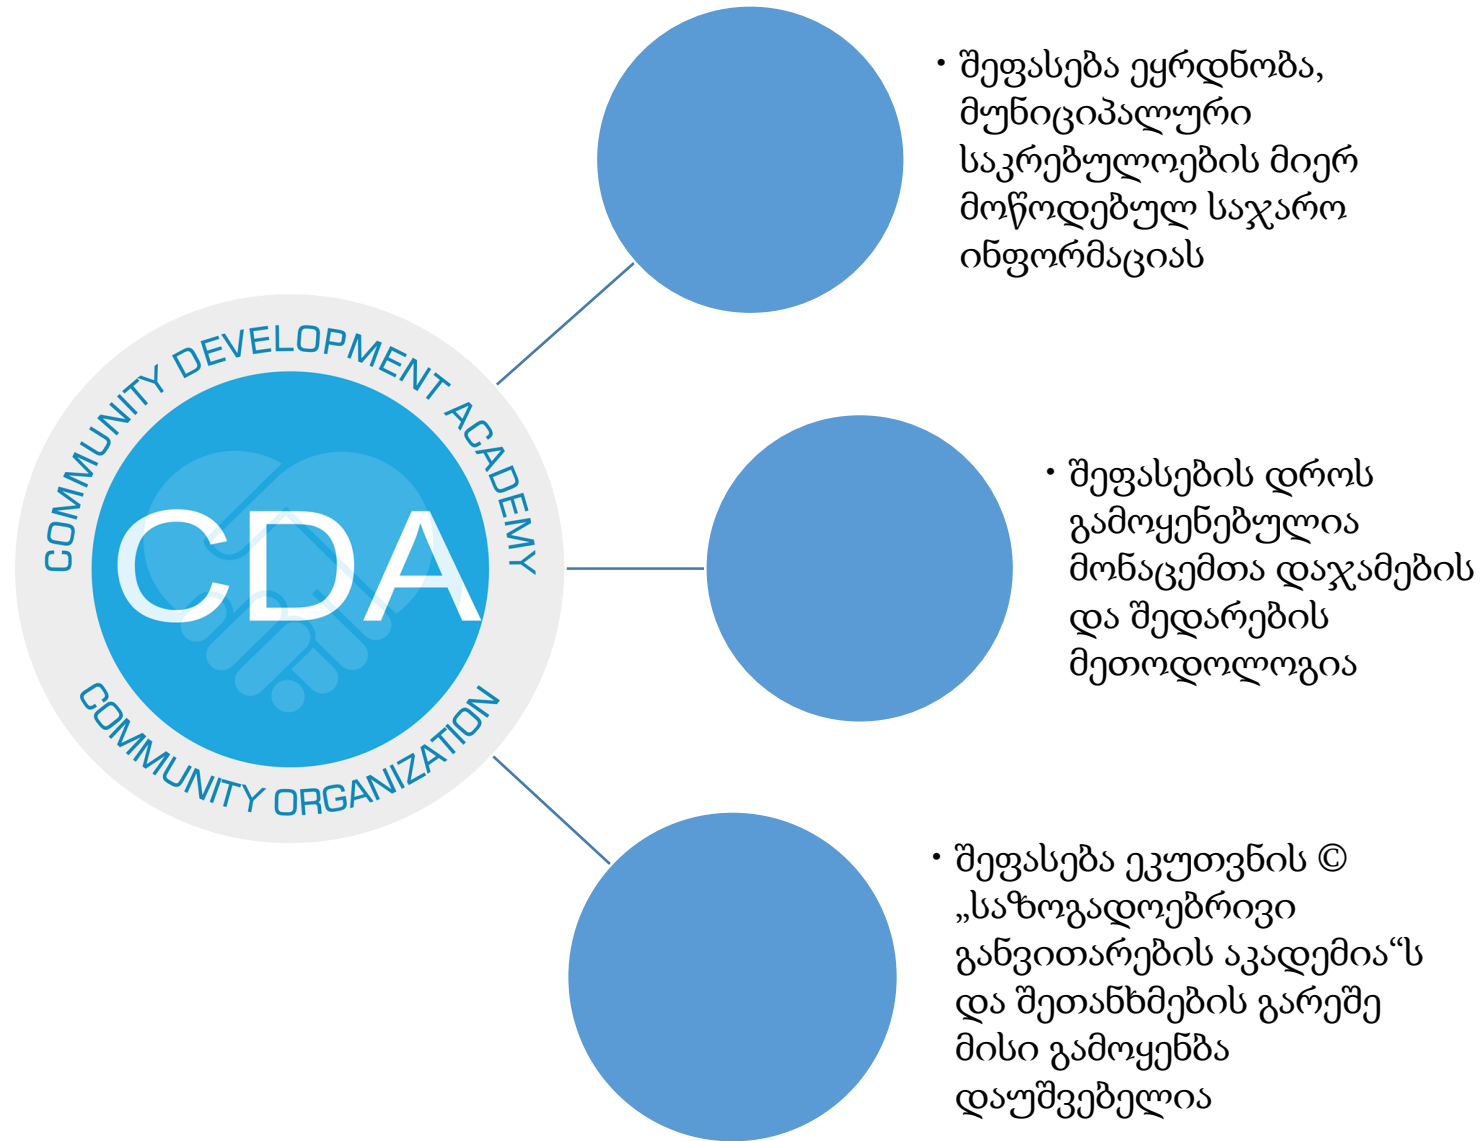 COMMUNITY DEVELOPMENT ACADEMY
CDA
COMMUNITY ORGANIZATION
• შეფასება ეყრდნობა,
მუნიციპალური
საკრებულოების მიერ
მოწოდებულ საჯარო
ინფორმაციას
• შეფასების დროს
გამოყენებულია
მონაცემთა დაჯამების
და შედარების
მეთოდოლოგია
• შეფასება ეკუთვნის ©
„საზოგადოებრივი
განვითარების აკადემია“ს
და შეთანხმების გარეშე
მისი გამოყენბა
დაუშვებელია